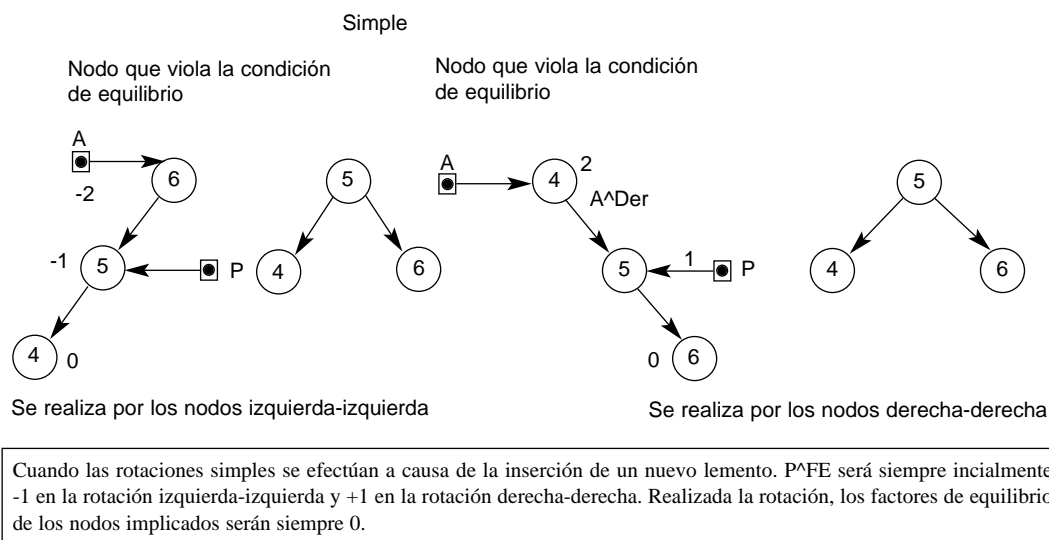 Simple
Nodo que viola la condición
de equilibrio
Nodo que viola la condición
de equilibrio
A
6
-2
-1
5
P
4
0
5
4
6
A
4
2
A^Der
5
1
P
0
6
5
4
6
Se realiza por los nodos izquierda-izquierda
Se realiza por los nodos derecha-derecha
Cuando las rotaciones simples se efectúan a causa de la inserción de un nuevo lemento. P^FE será siempre incialmente
-1 en la rotación izquierda-izquierda y +1 en la rotación derecha-derecha. Realizada la rotación, los factores de equilibrio
de los nodos implicados serán siempre 0.